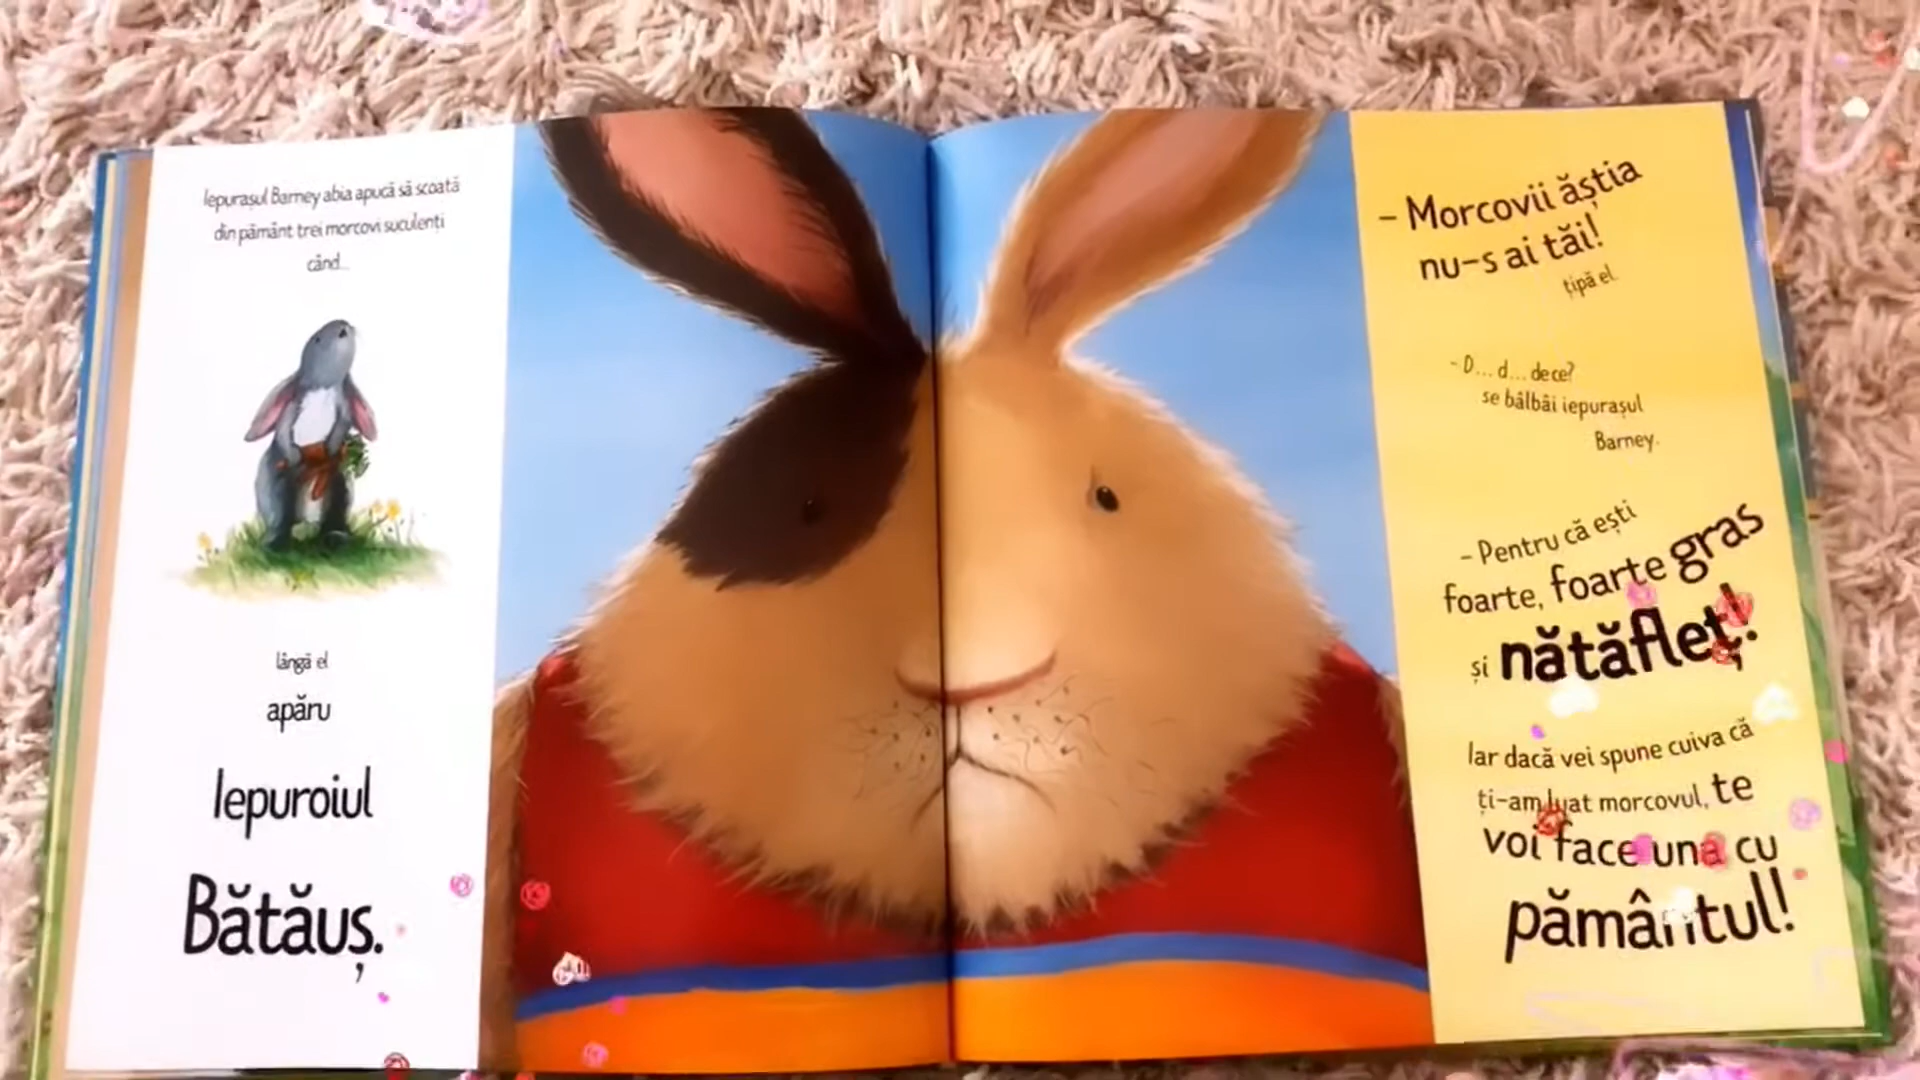 Iepurașul Barney abia apucă să scoată
din pământ trei morcovi suculenți
când...
lângă el
apăru
Iepuroiul
Bătăuș.
– Morcovii ăștia
nu-s ai tăi!
țipă el.
– D... d... de ce?
se bâlbâi iepurașul
Barney.
– Pentru că ești
foarte, foarte gras
și nătăfleț!
Iar dacă vei spune cuiva că
ți-am luat morcovul, te
voi face una cu
pământul!